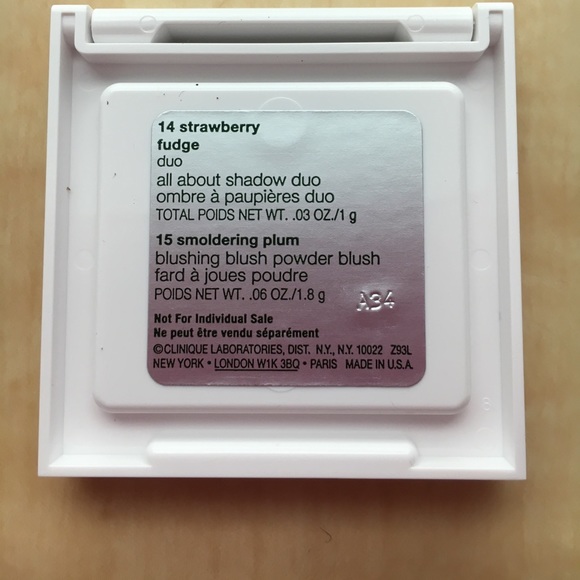 14 strawberry
fudge
duo
all about shadow duo
ombre à paupières duo
TOTAL POIDS NET WT. .03 OZ./1 g
15 smoldering plum
blushing blush powder blush
fard à joues poudre
POIDS NET WT. .06 OZ./1.8 g
A34
Not For Individual Sale
Ne peut être vendu séparément
©CLINIQUE LABORATORIES, DIST. N.Y., N.Y. 10022 Z93L
NEW YORK • LONDON W1K 3BQ • PARIS MADE IN U.S.A.